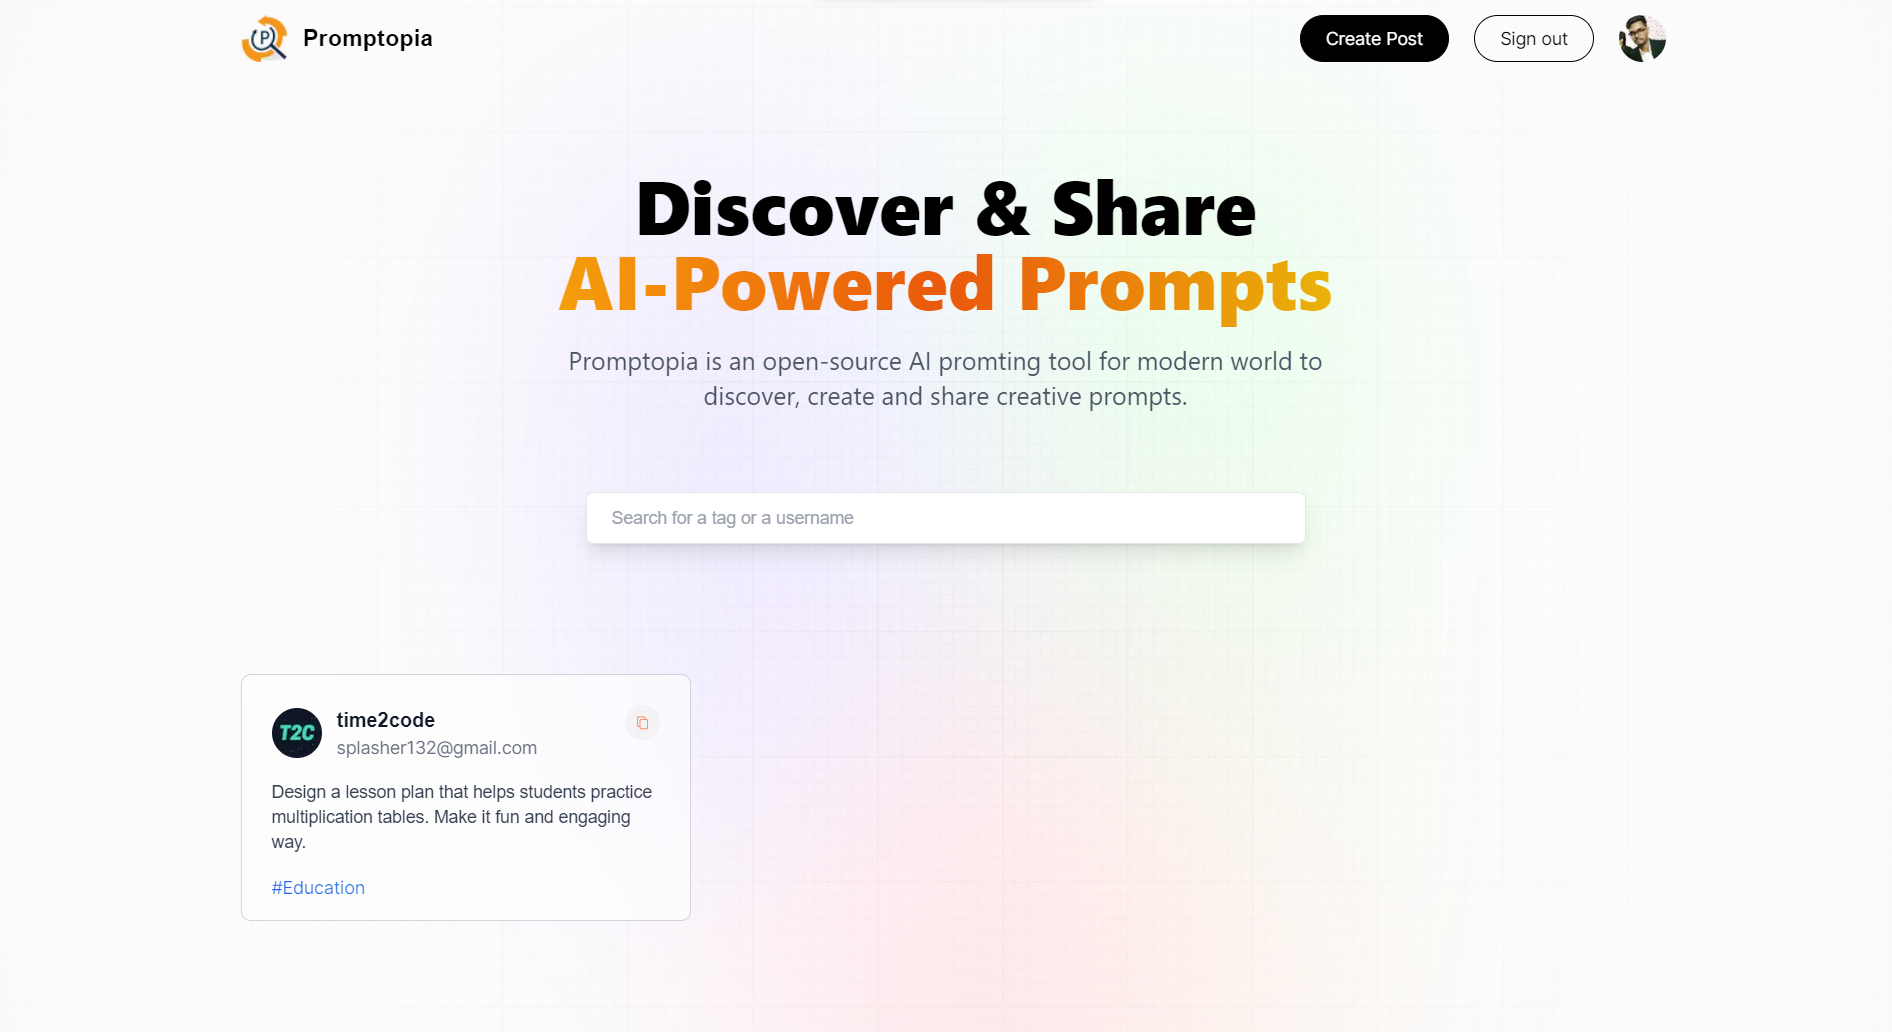 Promptopia
Create Post
Sign out
Discover & Share
AI-Powered Prompts
Promptopia is an open-source AI promting tool for modern world to
discover, create and share creative prompts.
Search for a tag or a username
T2C
time2code
splasher132@gmail.com
Design a lesson plan that helps students practice
multiplication tables. Make it fun and engaging
way.
#Education